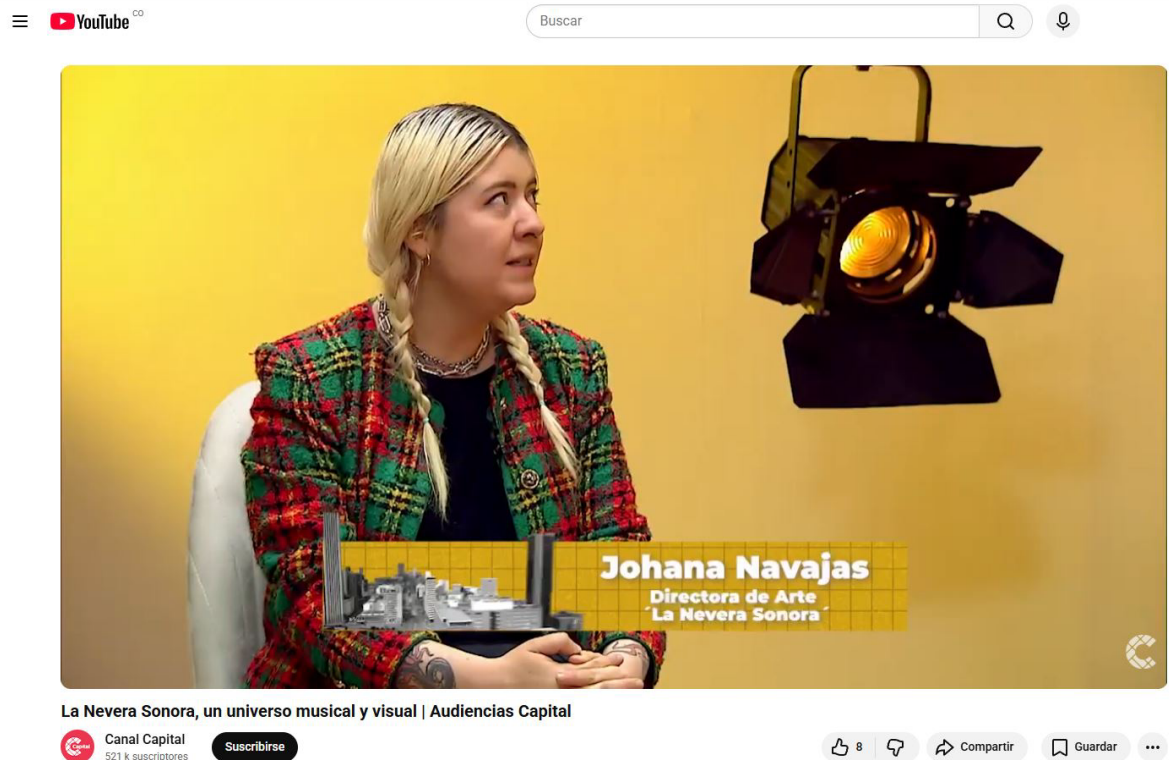 YouTube CO
Buscar
Johana Navajas
Directora de Arte
´La Nevera Sonora´
La Nevera Sonora, un universo musical y visual | Audiencias Capital
Capital
Canal Capital
521 k suscriptores
Suscribirse
8
Compartir
Guardar